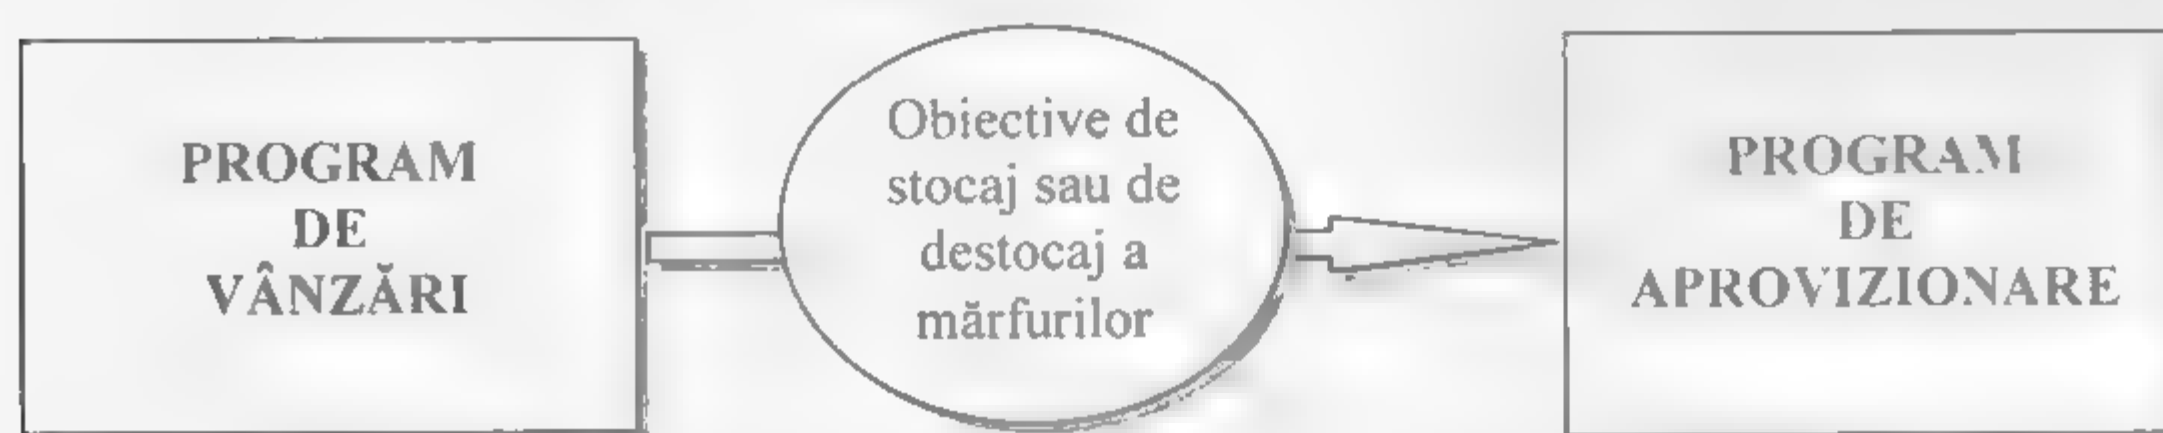 PROGRAM
DE
VÂNZĂRI
Obiective de
stocaj sau de
destocaj a
mărfurilor
PROGRAM
DE
APROVIZIONARE